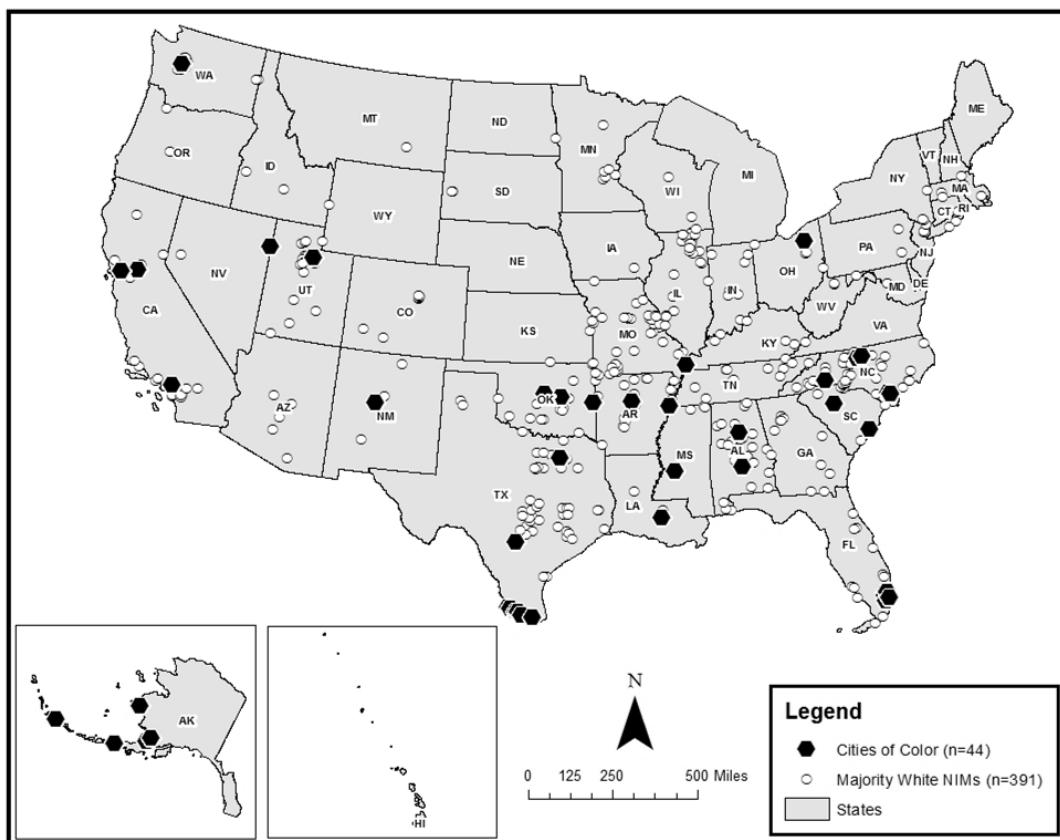 WA
MT
ND
MN
ME
OR
ID
SD
WI
MI
VT
NH
NY
MA
CT
RI
WY
IA
PA
NE
NJ
NV
UT
OH
IN
IL
MD
DE
CA
CO
WV
VA
KS
MO
KY
AZ
NM
OK
TN
NC
AR
SC
MS
AL
GA
TX
LA
FL
AK
HI
N
0 125 250 500 Miles
Legend
Cities of Color (n=44)
Majority White NIMs (n=391)
States